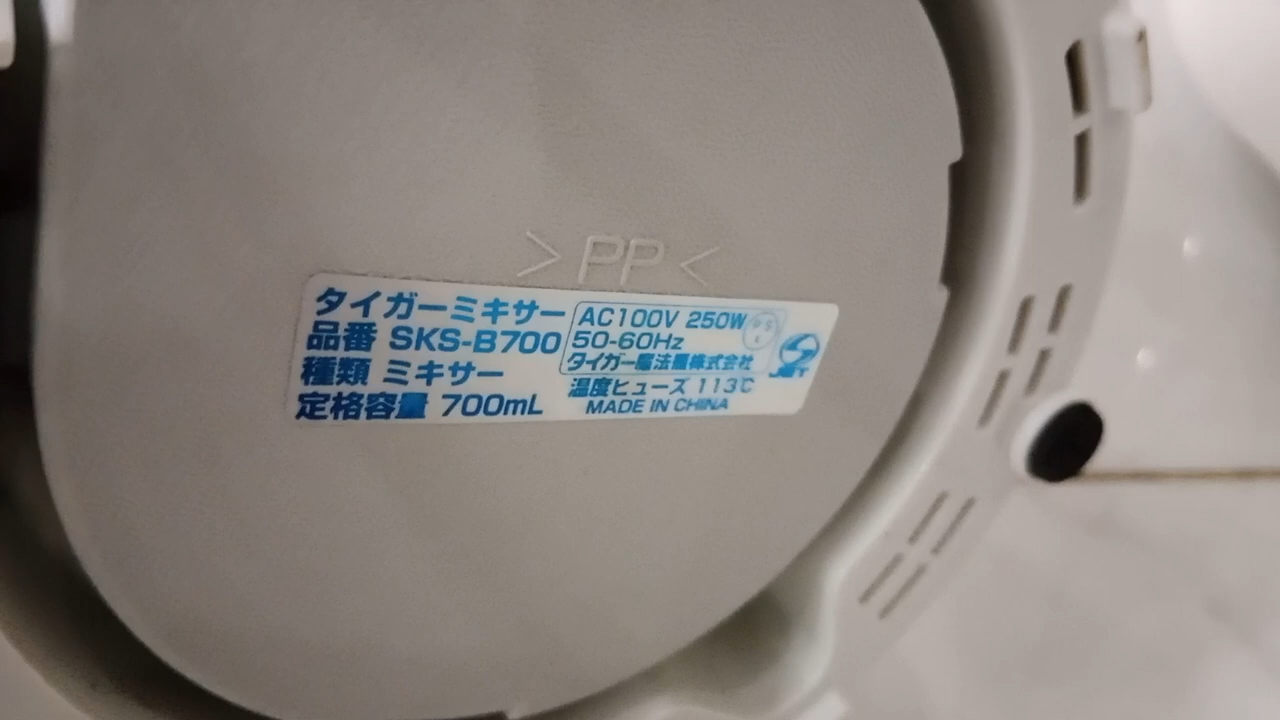 > PP <
タイガーミキサー
品番 SKS-B700
種類 ミキサー
定格容量 700mL
AC100V 250W
50-60Hz
タイガー魔法瓶株式会社
温度ヒューズ 113℃
MADE IN CHINA
JET